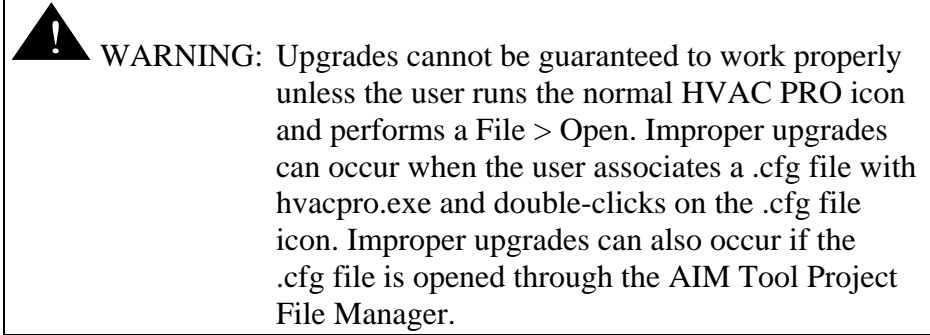 ! WARNING: Upgrades cannot be guaranteed to work properly
unless the user runs the normal HVAC PRO icon
and performs a File > Open. Improper upgrades
can occur when the user associates a .cfg file with
hvacpro.exe and double-clicks on the .cfg file
icon. Improper upgrades can also occur if the
.cfg file is opened through the AIM Tool Project
File Manager.